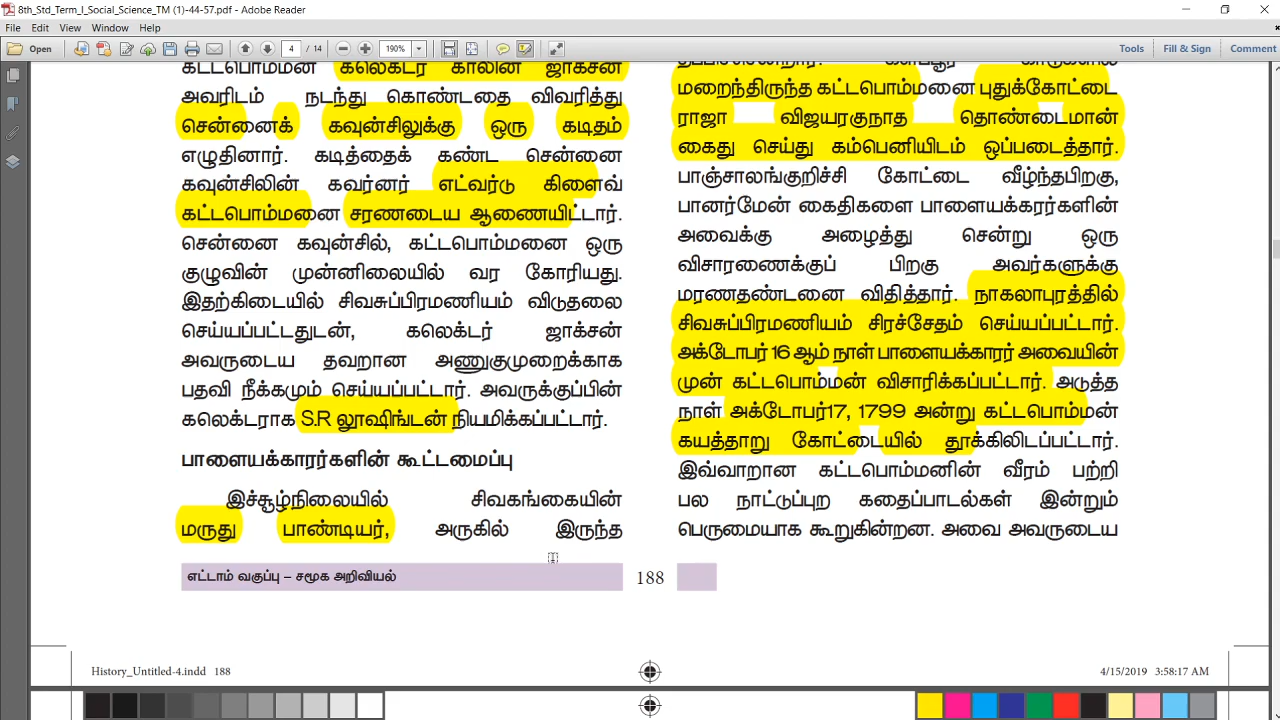 8th_Std_Term_I_Social_Science_TM (1)-44-57.pdf - Adobe Reader
File Edit View Window Help
Open 4 / 14 190% Tools Fill & Sign Comment
கட்டபொம்மன் கலெக்டர் காலின் ஜாக்சன்
அவரிடம் நடந்து கொண்டதை விவரித்து
சென்னைக் கவுன்சிலுக்கு ஒரு கடிதம்
எழுதினார். கடித்தைக் கண்ட சென்னை
கவுன்சிலின் கவர்னர் எட்வர்டு கிளைவ்
கட்டபொம்மனை சரணடைய ஆணையிட்டார்.
சென்னை கவுன்சில், கட்டபொம்மனை ஒரு
குழுவின் முன்னிலையில் வர கோரியது.
இதற்கிடையில் சிவசுப்பிரமணியம் விடுதலை
செய்யப்பட்டதுடன், கலெக்டர் ஜாக்சன்
அவருடைய தவறான அணுகுமுறைக்காக
பதவி நீக்கமும் செய்யப்பட்டார். அவருக்குப்பின்
கலெக்டராக S.R லூஷிங்டன் நியமிக்கப்பட்டார்.
பாளையக்காரர்களின் கூட்டமைப்பு
இச்சூழ்நிலையில் சிவகங்கையின்
மருது பாண்டியர், அருகில் இருந்த
மறைந்திருந்த கட்டபொம்மனை புதுக்கோட்டை
ராஜா விஜயரகுநாத தொண்டைமான்
கைது செய்து கம்பெனியிடம் ஒப்படைத்தார்.
பாஞ்சாலங்குறிச்சி கோட்டை வீழ்ந்தபிறகு,
பானர்மேன் கைதிகளை பாளையக்கரர்களின்
அவைக்கு அழைத்து சென்று ஒரு
விசாரணைக்குப் பிறகு அவர்களுக்கு
மரணதண்டனை விதித்தார். நாகலாபுரத்தில்
சிவசுப்பிரமணியம் சிரச்சேதம் செய்யப்பட்டார்.
அக்டோபர் 16 ஆம் நாள் பாளையக்காரர் அவையின்
முன் கட்டபொம்மன் விசாரிக்கப்பட்டார். அடுத்த
நாள் அக்டோபர்17, 1799 அன்று கட்டபொம்மன்
கயத்தாறு கோட்டையில் தூக்கிலிடப்பட்டார்.
இவ்வாறான கட்டபொம்மனின் வீரம் பற்றி
பல நாட்டுப்புற கதைப்பாடல்கள் இன்றும்
பெருமையாக கூறுகின்றன. அவை அவருடைய
எட்டாம் வகுப்பு – சமூக அறிவியல் 188
History_Untitled-4.indd 188 4/15/2019 3:58:17 AM